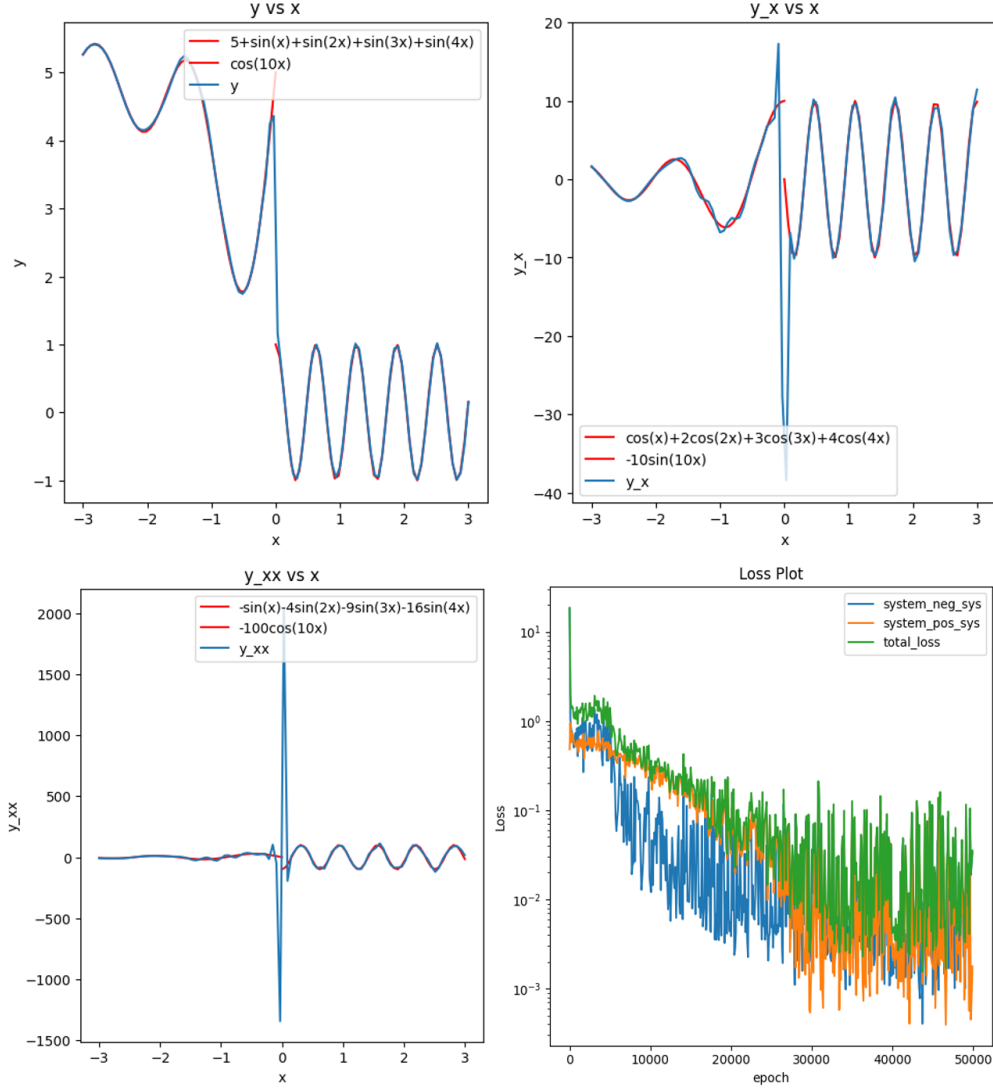 y vs x
5+sin(x)+sin(2x)+sin(3x)+sin(4x)
cos(10x)
y
5
4
3
2
1
0
−1
y
−3
−2
−1
0
1
2
3
x
y_x vs x
20
10
0
−10
−20
−30
−40
y_x
cos(x)+2cos(2x)+3cos(3x)+4cos(4x)
-10sin(10x)
y_x
−3
−2
−1
0
1
2
3
x
y_xx vs x
-sin(x)-4sin(2x)-9sin(3x)-16sin(4x)
-100cos(10x)
y_xx
2000
1500
1000
500
0
−500
−1000
−1500
y_xx
−3
−2
−1
0
1
2
3
x
Loss Plot
system_neg_sys
system_pos_sys
total_loss
10¹
10⁰
10⁻¹
10⁻²
10⁻³
Loss
0
10000
20000
30000
40000
50000
epoch